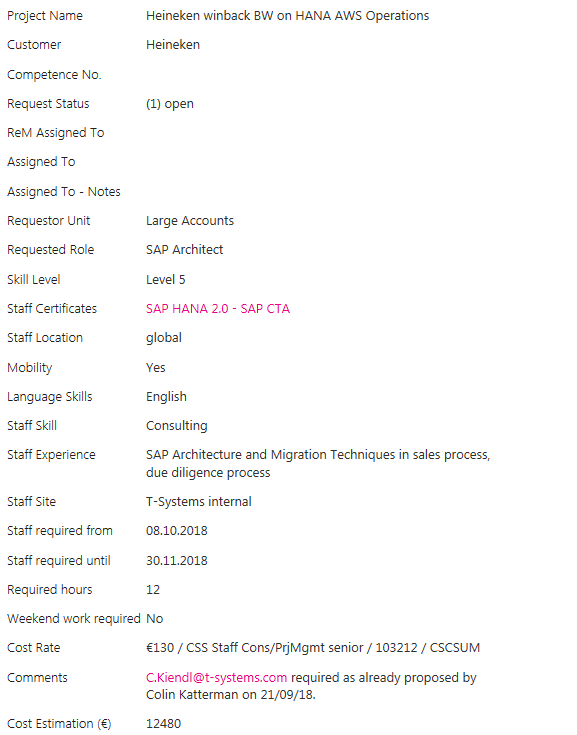 Project Name Heineken winback BW on HANA AWS Operations
Customer Heineken
Competence No.
Request Status (1) open
ReM Assigned To
Assigned To
Assigned To - Notes
Requestor Unit Large Accounts
Requested Role SAP Architect
Skill Level Level 5
Staff Certificates SAP HANA 2.0 - SAP CTA
Staff Location global
Mobility Yes
Language Skills English
Staff Skill Consulting
Staff Experience SAP Architecture and Migration Techniques in sales process,
due diligence process
Staff Site T-Systems internal
Staff required from 08.10.2018
Staff required until 30.11.2018
Required hours 12
Weekend work required No
Cost Rate €130 / CSS Staff Cons/PrjMgmt senior / 103212 / CSCSUM
Comments C.Kiendl@t-systems.com required as already proposed by
Colin Katterman on 21/09/18.
Cost Estimation (€) 12480